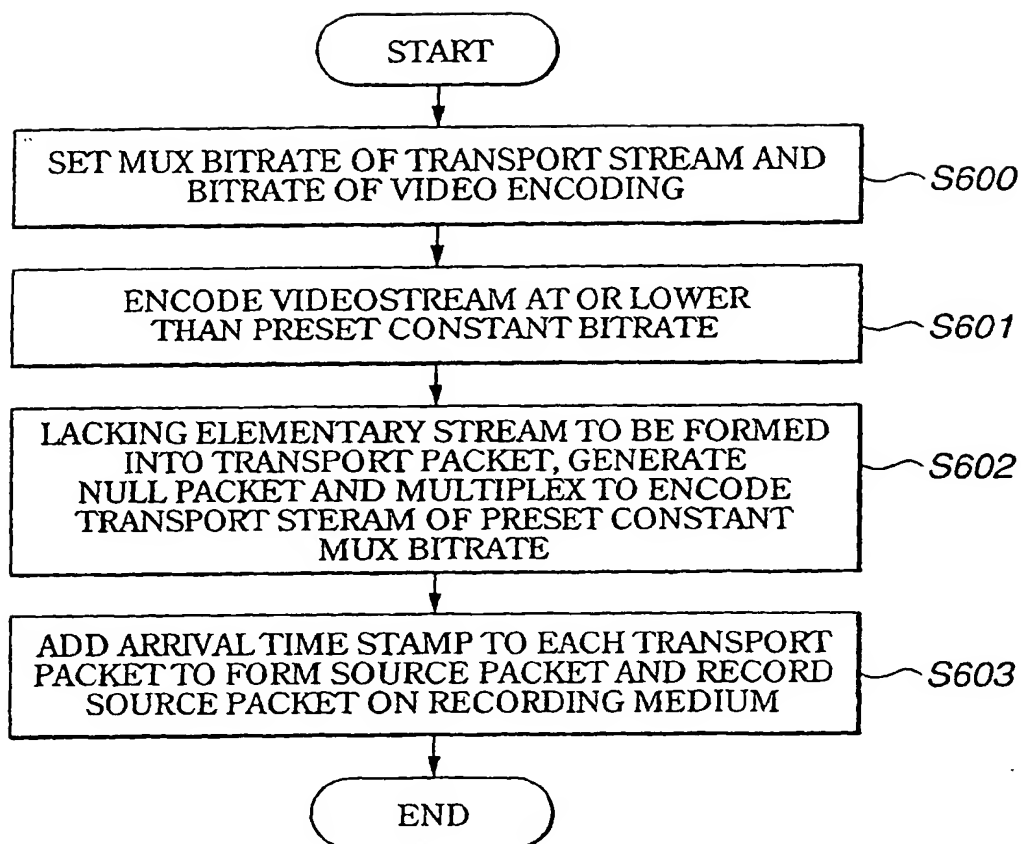 START
SET MUX BITRATE OF TRANSPORT STREAM AND
BITRATE OF VIDEO ENCODING
S600
ENCODE VIDEOSTREAM AT OR LOWER
THAN PRESET CONSTANT BITRATE
S601
LACKING ELEMENTARY STREAM TO BE FORMED
INTO TRANSPORT PACKET, GENERATE
NULL PACKET AND MULTIPLEX TO ENCODE
TRANSPORT STERAM OF PRESET CONSTANT
MUX BITRATE
S602
ADD ARRIVAL TIME STAMP TO EACH TRANSPORT
PACKET TO FORM SOURCE PACKET AND RECORD
SOURCE PACKET ON RECORDING MEDIUM
S603
END